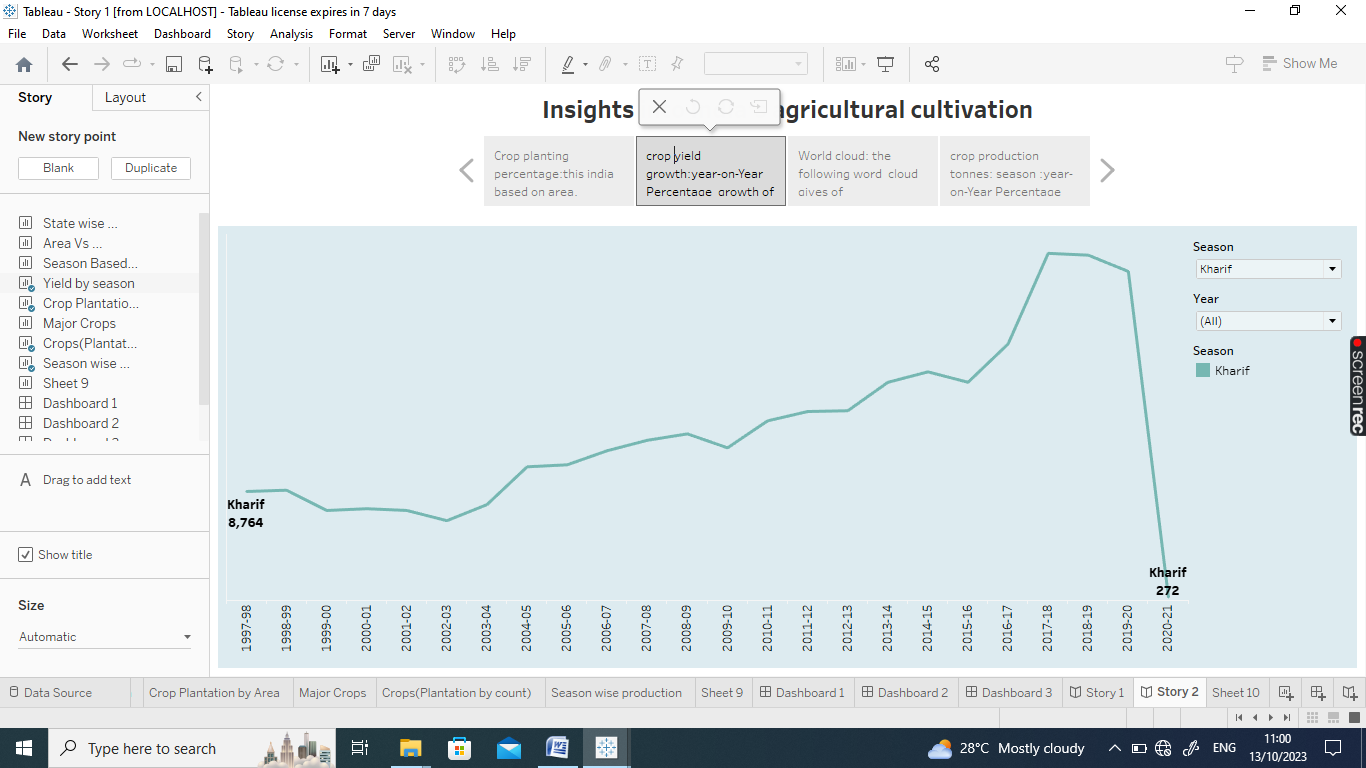 Tableau - Story 1 [from LOCALHOST] - Tableau license expires in 7 days
File Data Worksheet Dashboard Story Analysis Format Server Window Help
Show Me
Story Layout
New story point
Blank Duplicate
State wise ...
Area Vs ...
Season Based...
Yield by season
Crop Plantatio...
Major Crops
Crops(Plantat...
Season wise ...
Sheet 9
Dashboard 1
Dashboard 2
Drag to add text
Show title
Size
Automatic
Insights agricultural cultivation
Crop planting
percentage:this india
based on area.
crop yield
growth:year-on-Year
Percentage growth of
World cloud: the
following word cloud
gives of
crop production
tonnes: season :year-
on-Year Percentage
Season
Kharif
Year
(All)
Season
Kharif
Kharif
8,764
Kharif
272
1997-98
1998-99
1999-00
2000-01
2001-02
2002-03
2003-04
2004-05
2005-06
2006-07
2007-08
2008-09
2009-10
2010-11
2011-12
2012-13
2013-14
2014-15
2015-16
2016-17
2017-18
2018-19
2019-20
2020-21
screenrec
Data Source Crop Plantation by Area Major Crops Crops(Plantation by count) Season wise production Sheet 9 Dashboard 1 Dashboard 2 Dashboard 3 Story 1 Story 2 Sheet 10
Type here to search
28°C Mostly cloudy
ENG
11:00
13/10/2023